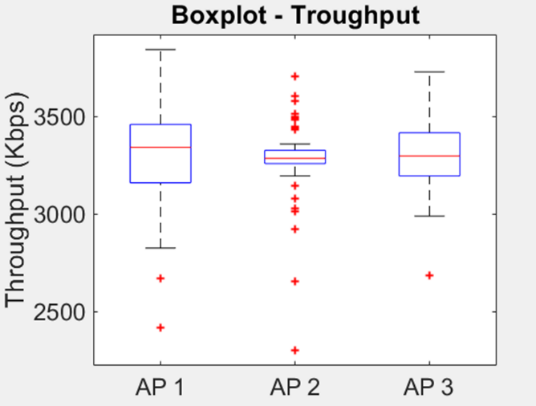 Boxplot - Troughput
Throughput (Kbps)
3500
3000
2500
AP 1
AP 2
AP 3